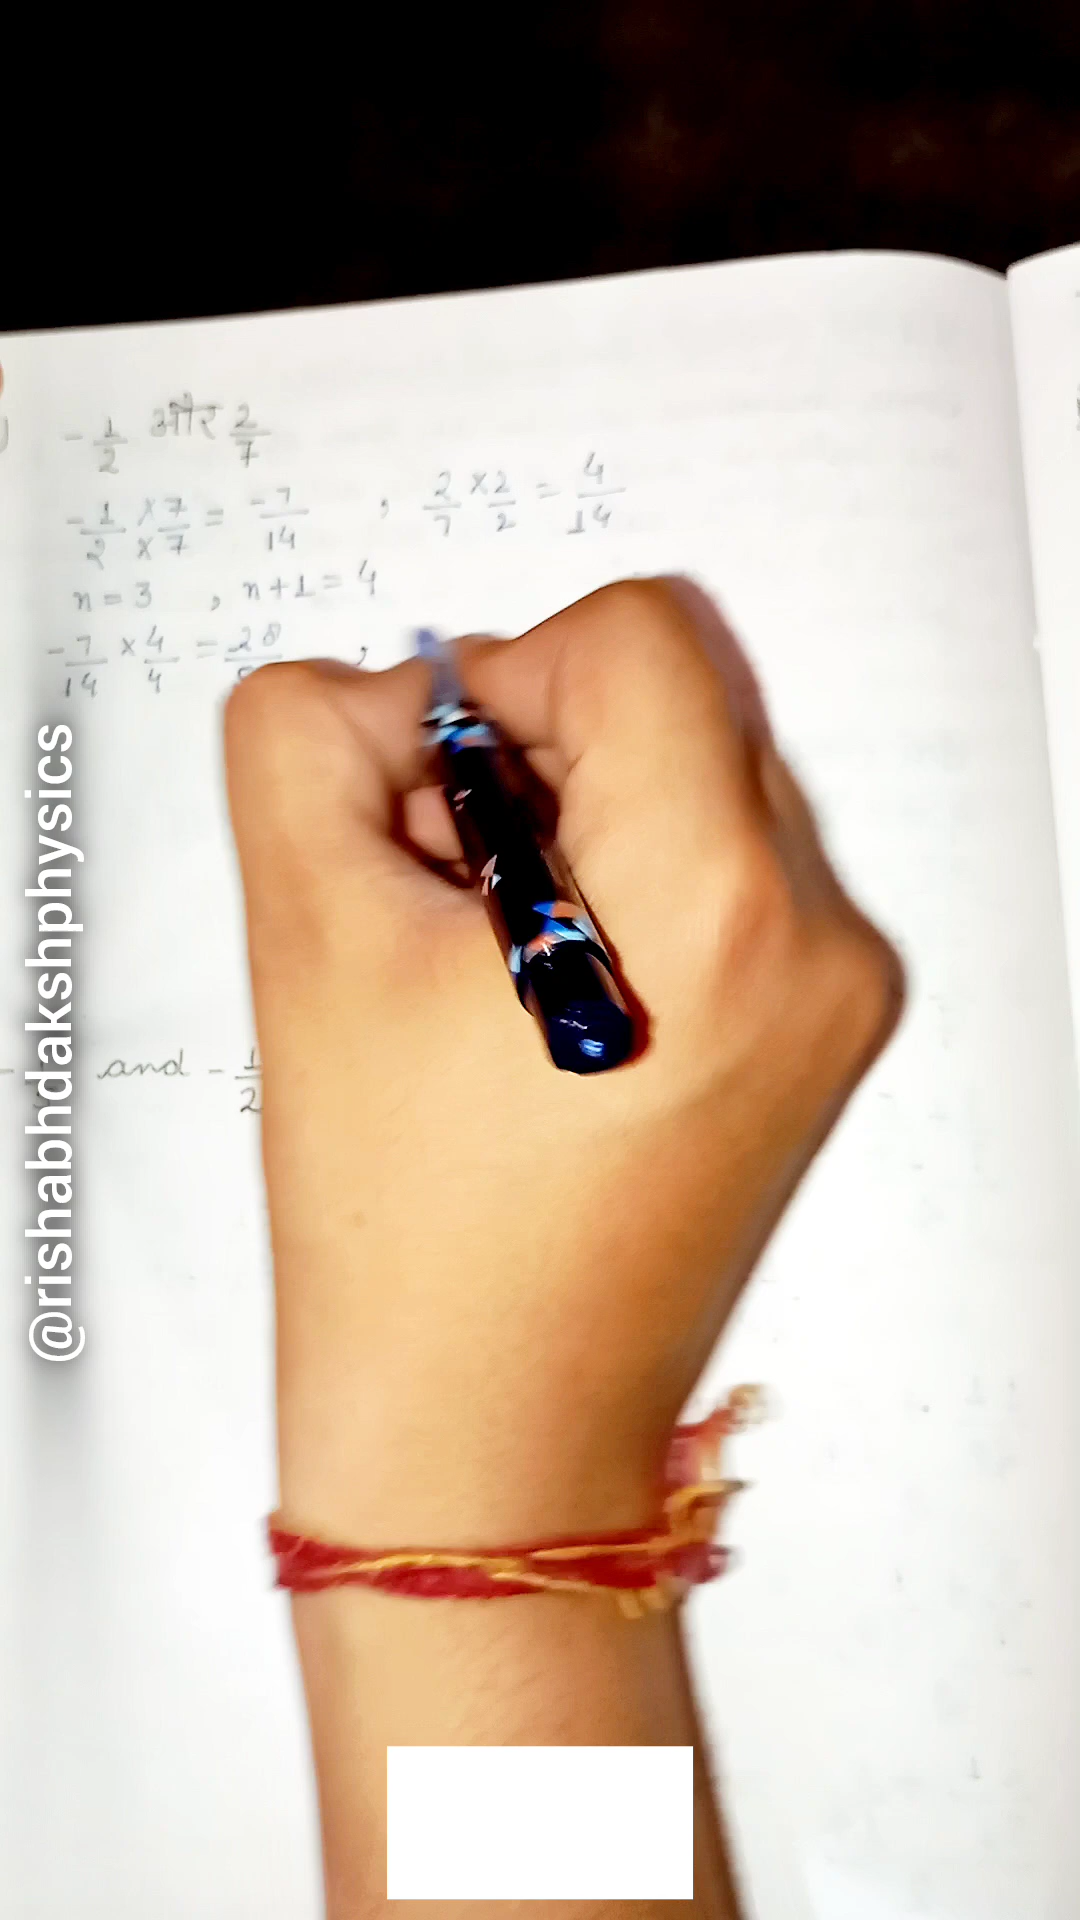 -1/2 और 2/7
-1/2 × 7/× 7 = -7/14 , 2/7 × 2/2 = 4/14
n = 3 , n+1 = 4
-7/14 × 4/4 = 28/ ,
and - 1/2
@rishabhdakshphysics